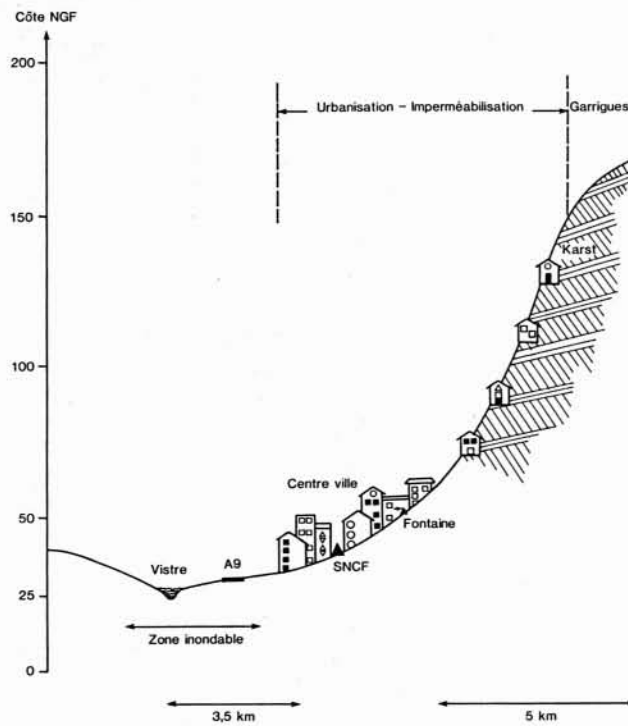 Côte NGF
200
Urbanisation – Imperméabilisation
Garrigues
150
Karst
100
Centre ville
50
Fontaine
Vistre
A9
SNCF
25
Zone inondable
0
3,5 km
5 km